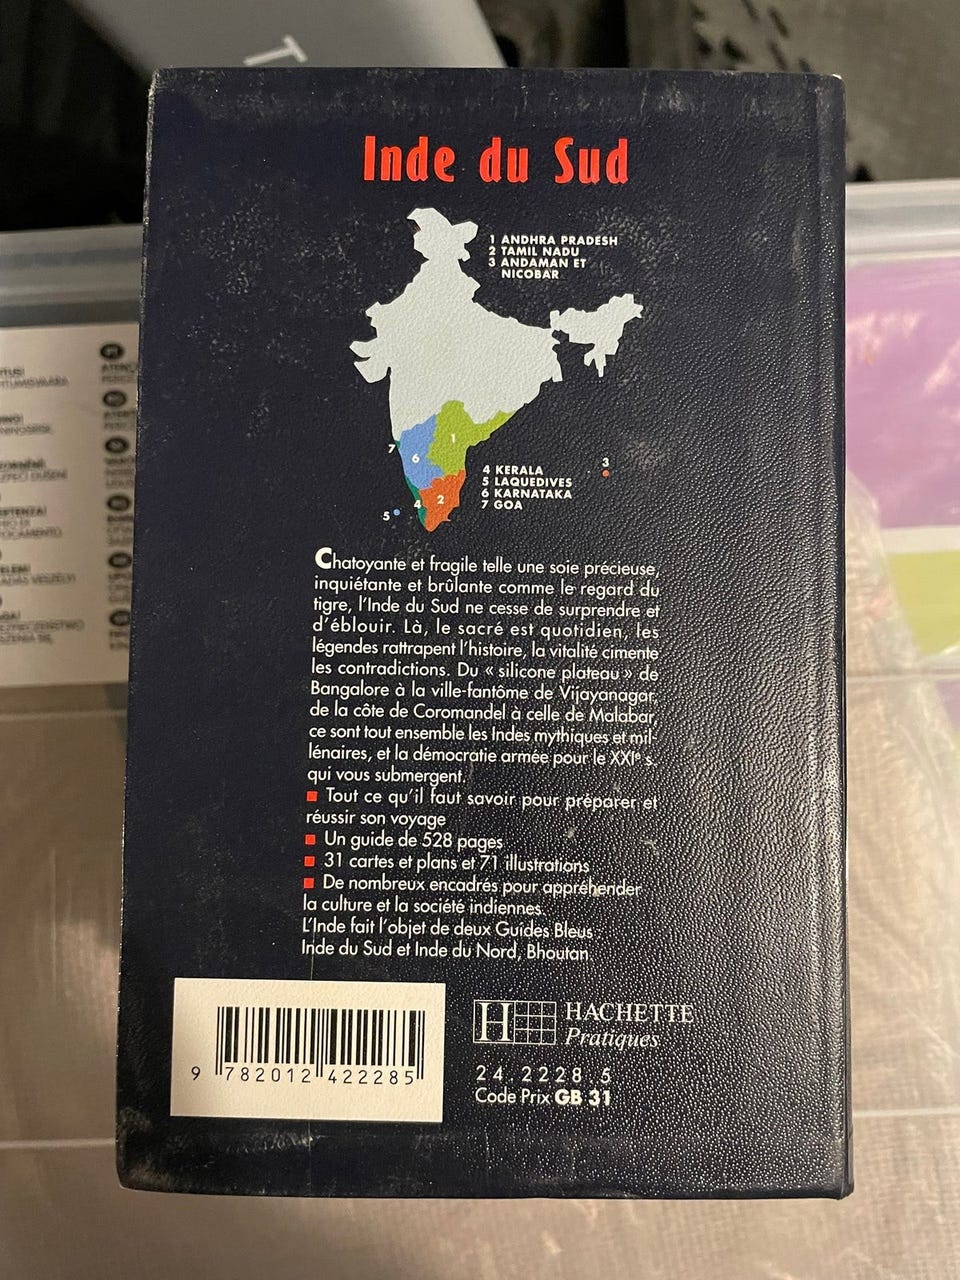 T
Inde du Sud
1 ANDHRA PRADESH
2 TAMIL NADU
3 ANDAMAN ET
NICOBAR
1
7
6
3
4 KERALA
5 LAQUEDIVES
6 KARNATAKA
7 GOA
2
4
5
Chatoyante et fragile telle une soie précieuse,
inquiétante et brûlante comme le regard du
tigre, l'Inde du Sud ne cesse de surprendre et
d'éblouir. Là, le sacré est quotidien, les
légendes rattrapent l'histoire, la vitalité cimente
les contradictions. Du « silicone plateau » de
Bangalore à la ville-fantôme de Vijayanagar,
de la côte de Coromandel à celle de Malabar,
ce sont tout ensemble les Indes mythiques et mil-
lénaires, et la démocratie armée pour le XXIe s.
qui vous submergent.
■ Tout ce qu'il faut savoir pour préparer et
réussir son voyage
■ Un guide de 528 pages
■ 31 cartes et plans et 71 illustrations
■ De nombreux encadrés pour appréhender
la culture et la société indiennes.
L'Inde fait l'objet de deux Guides Bleus
Inde du Sud et Inde du Nord, Bhoutan.
9 782012 422285
H HACHETTE
Pratiques
24.2228.5
Code Prix GB 31